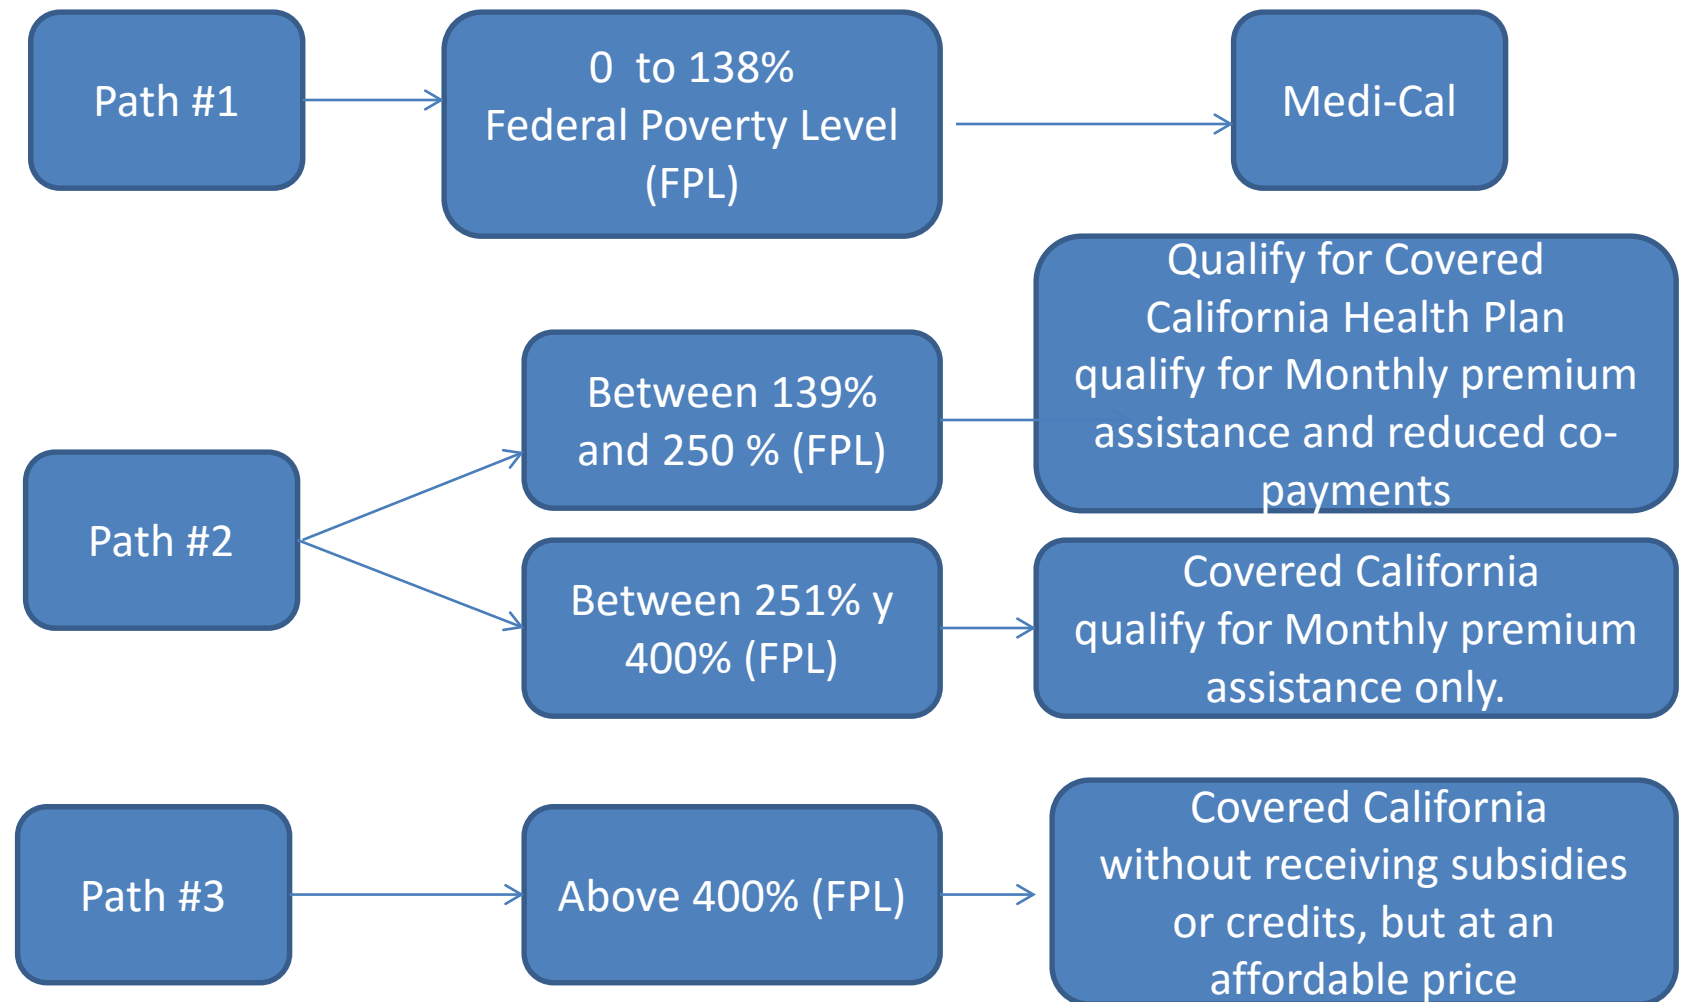 Path #1
0 to 138%
Federal Poverty Level
(FPL)
Medi-Cal
Path #2
Between 139%
and 250 % (FPL)
Qualify for Covered
California Health Plan
qualify for Monthly premium
assistance and reduced co-
payments
Between 251% y
400% (FPL)
Covered California
qualify for Monthly premium
assistance only.
Path #3
Above 400% (FPL)
Covered California
without receiving subsidies
or credits, but at an
affordable price